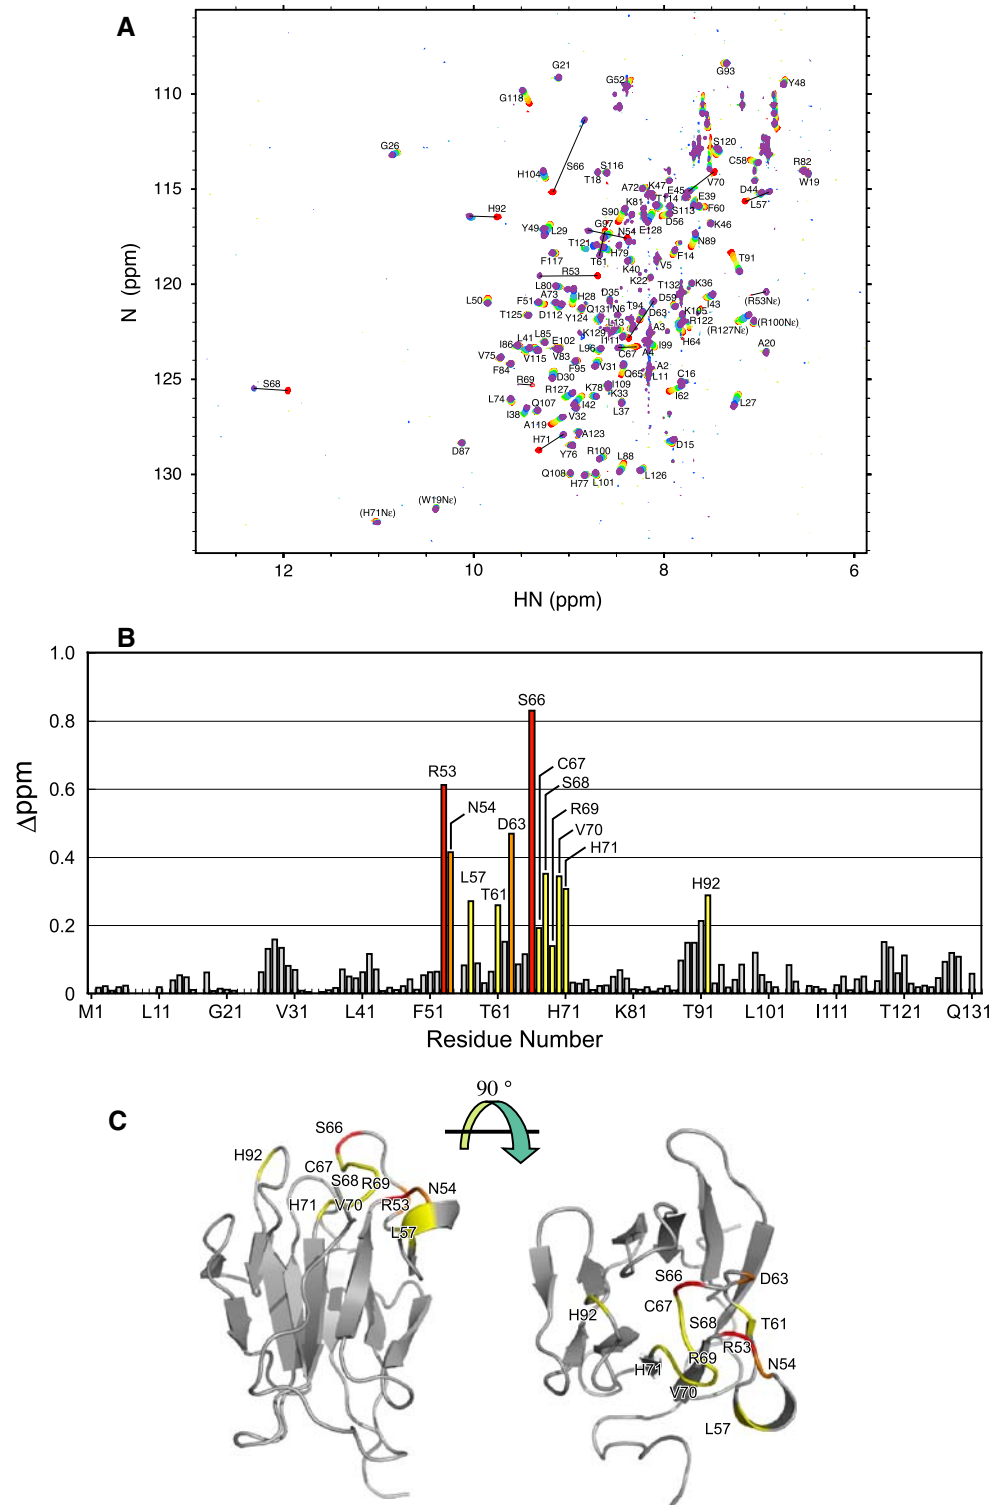 A
G21
G52
G93
Y48
110
G118
G26
S66
S116
T18
H104
S120
C58
R82
W19
V70
A72
K47
E45
D44
L57
H92
K81
T114
E39
F60
115
S90
S113
D56
K46
Y49
L29
G97
N54
E128
N89
T121
H79
F117
T61
F14
T91
K40
V5
R53
K22
T132
K36
120
L80
A73
H28
D35
D59
I43
(R53Nε)
L50
F51
D112
Q131
N6
T94
D63
K105
R122
(R127Nε)
(R100Nε)
T125
Y124
K129
L13
A3
H64
L85
E102
I111
I99
I86
L41
V115
V83
L96
C67
A4
A20
V75
F84
F95
V31
A2
125
S68
R69
D30
Q65
L11
C16
R127
K78
I109
K33
I62
L74
Q107
I42
L37
L27
I38
V32
A119
A123
H71
D15
D87
Y76
R100
L88
130
Q108
H77
L101
L126
(W19Nε)
(H71Nε)
N (ppm)
12
10
8
6
HN (ppm)
B
1.0
0.8
0.6
0.4
0.2
0
Δppm
S66
C67
R53
S68
N54
D63
R69
V70
H71
L57
T61
H92
M1
L11
G21
V31
L41
F51
T61
H71
K81
T91
L101
I111
T121
Q131
Residue Number
90 °
C
S66
H92
C67
S68
R69
N54
H71
V70
R53
L57
S66
D63
C67
H92
S68
T61
R53
H71
R69
N54
V70
L57